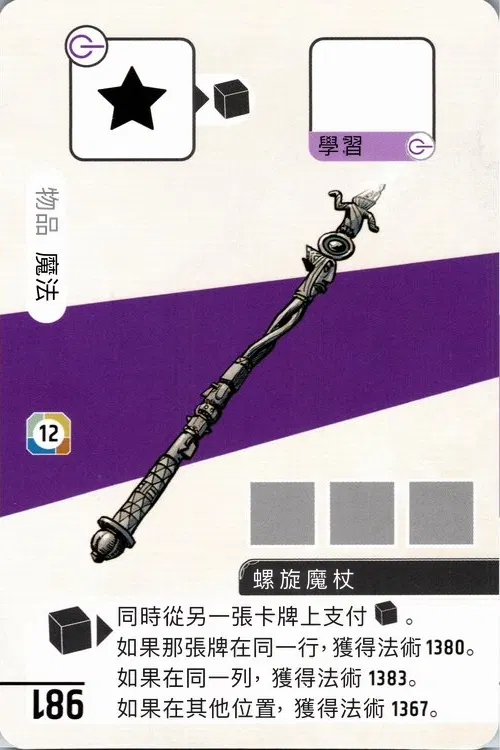 學習
物品 魔法
12
螺旋魔杖
同時從另一張卡牌上支付 。
如果那張牌在同一行，獲得法術 1380。
如果在同一列，獲得法術 1383。
如果在其他位置，獲得法術 1367。
981